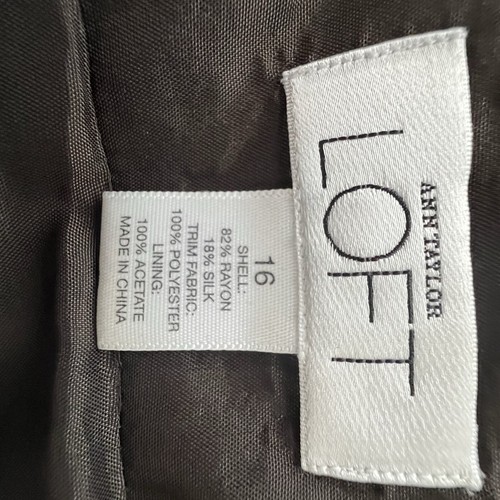 ANN TAYLOR
LOFT
16
SHELL:
82% RAYON
18% SILK
TRIM FABRIC:
100% POLYESTER
LINING:
100% ACETATE
MADE IN CHINA